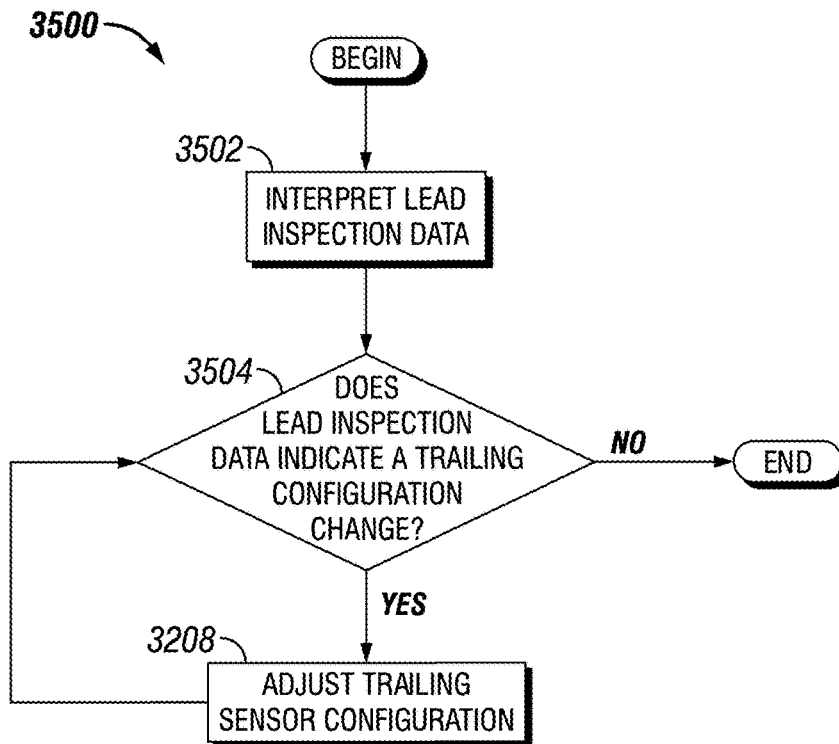 3500
BEGIN
3502
INTERPRET LEAD
INSPECTION DATA
3504
DOES
LEAD INSPECTION
DATA INDICATE A TRAILING
CONFIGURATION
CHANGE?
NO
END
YES
3208
ADJUST TRAILING
SENSOR CONFIGURATION